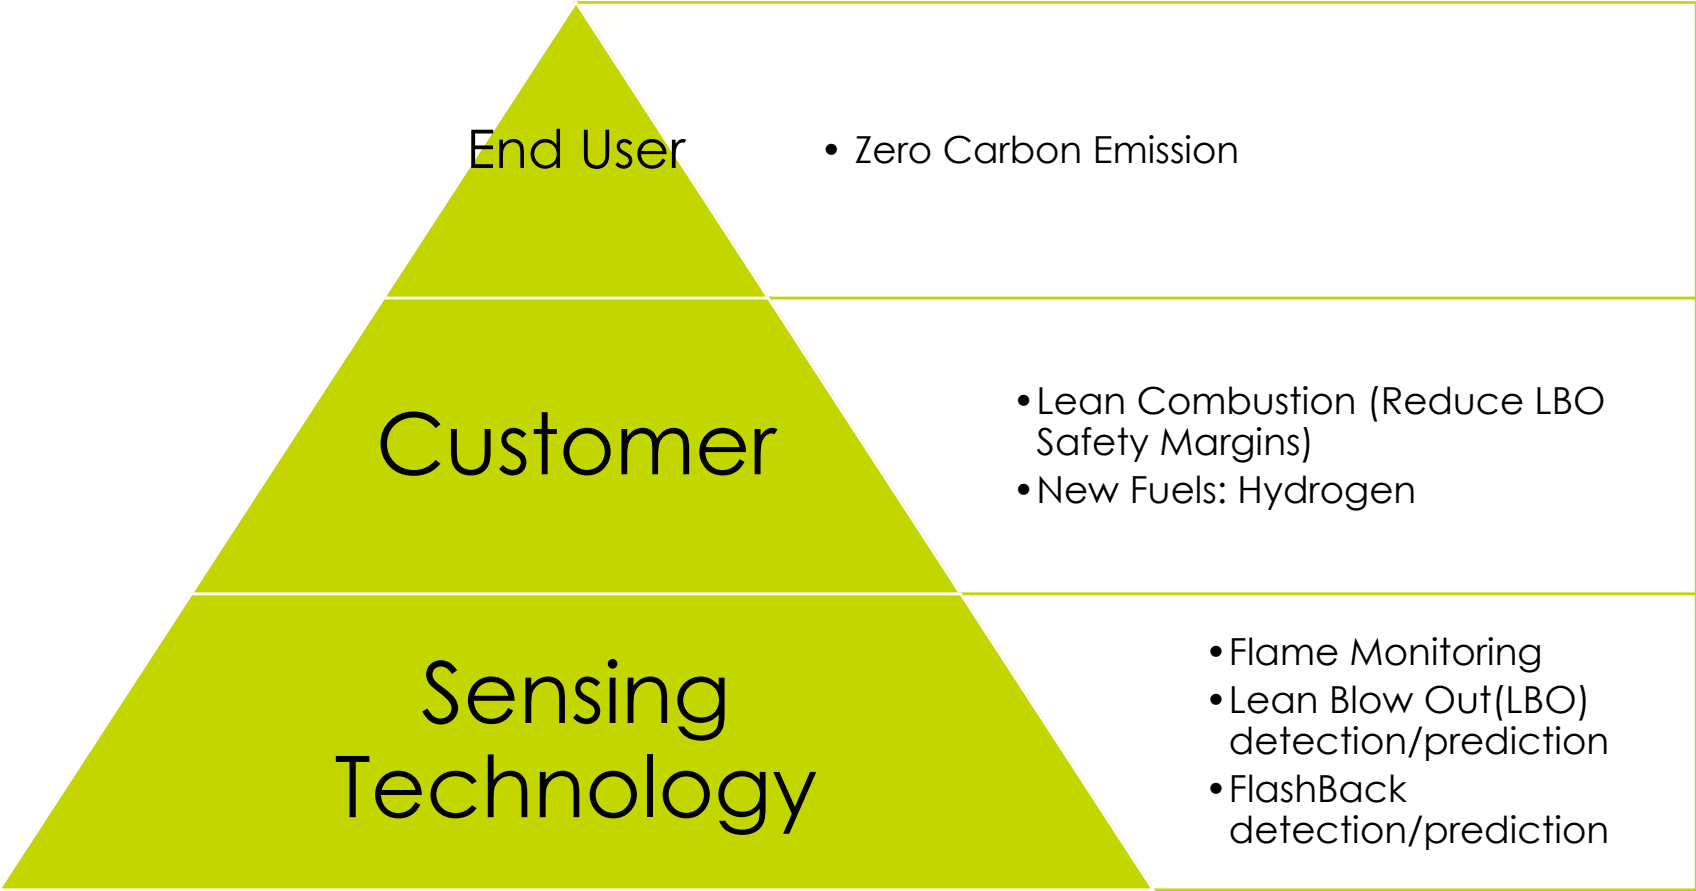 End User
• Zero Carbon Emission
Customer
•Lean Combustion (Reduce LBO
Safety Margins)
•New Fuels: Hydrogen
Sensing
Technology
•Flame Monitoring
•Lean Blow Out(LBO)
detection/prediction
•FlashBack
detection/prediction